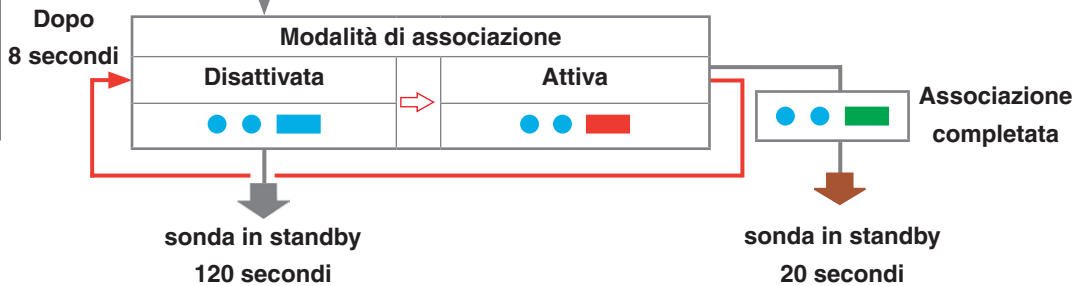 Dopo
8 secondi
Modalità di associazione
Disattivata
Attiva
Associazione
completata
sonda in standby
120 secondi
sonda in standby
20 secondi